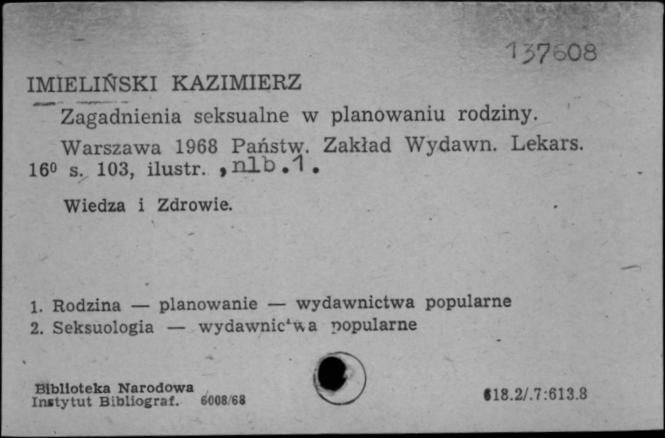 137608
IMIELIŃSKI KAZIMIERZ
Zagadnienia seksualne w planowaniu rodziny.
Warszawa 1968 Państw. Zakład Wydawn. Lekars.
16⁰ s. 103, ilustr. , nlb.1.
Wiedza i Zdrowie.
1. Rodzina — planowanie — wydawnictwa popularne
2. Seksuologia — wydawnictwa popularne
Biblioteka Narodowa
Instytut Bibliograf. 6008/68
618.2/.7:613.8